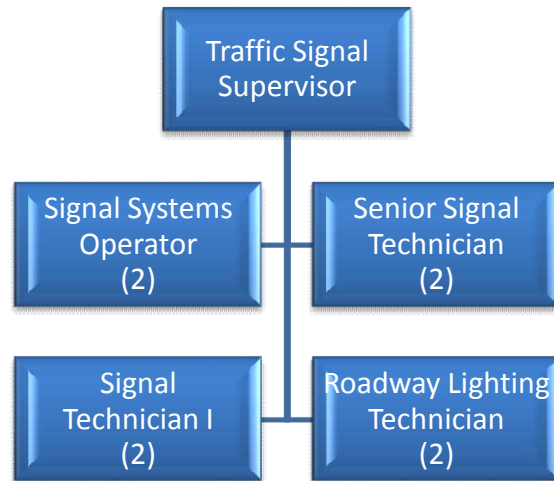 Traffic Signal
Supervisor
Signal Systems
Operator
(2)
Senior Signal
Technician
(2)
Signal
Technician I
(2)
Roadway Lighting
Technician
(2)